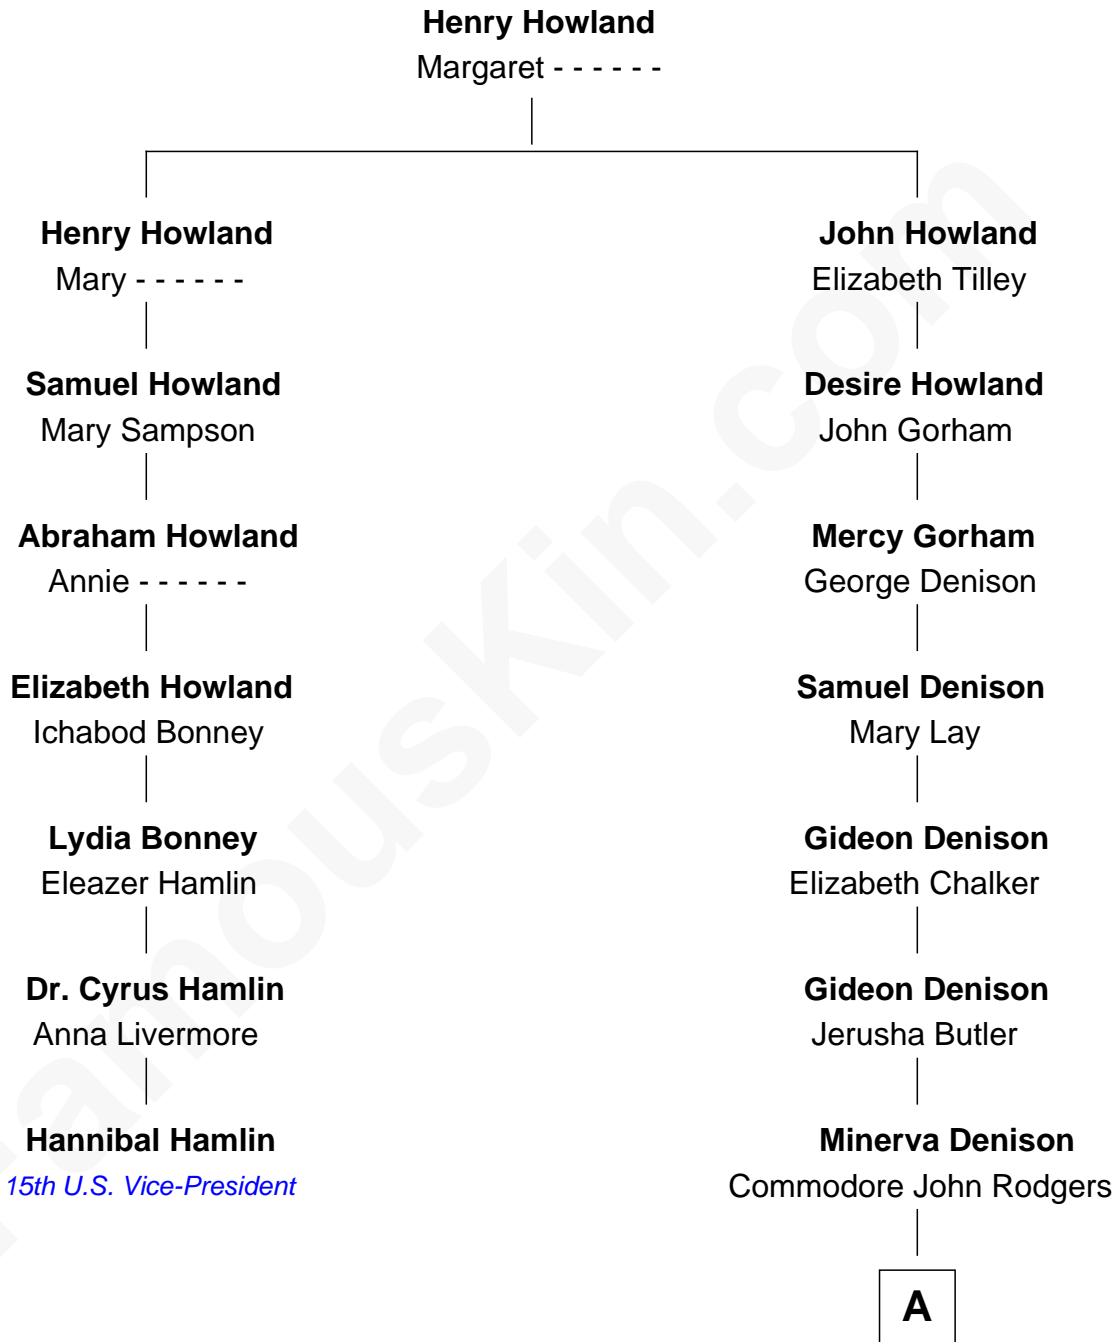 Henry Howland
Margaret - - - - - -
Henry Howland
Mary - - - - - -
Samuel Howland
Mary Sampson
Abraham Howland
Annie - - - - - -
Elizabeth Howland
Ichabod Bonney
Lydia Bonney
Eleazer Hamlin
Dr. Cyrus Hamlin
Anna Livermore
Hannibal Hamlin
15th U.S. Vice-President
John Howland
Elizabeth Tilley
Desire Howland
John Gorham
Mercy Gorham
George Denison
Samuel Denison
Mary Lay
Gideon Denison
Elizabeth Chalker
Gideon Denison
Jerusha Butler
Minerva Denison
Commodore John Rodgers
A
FamousKin.com